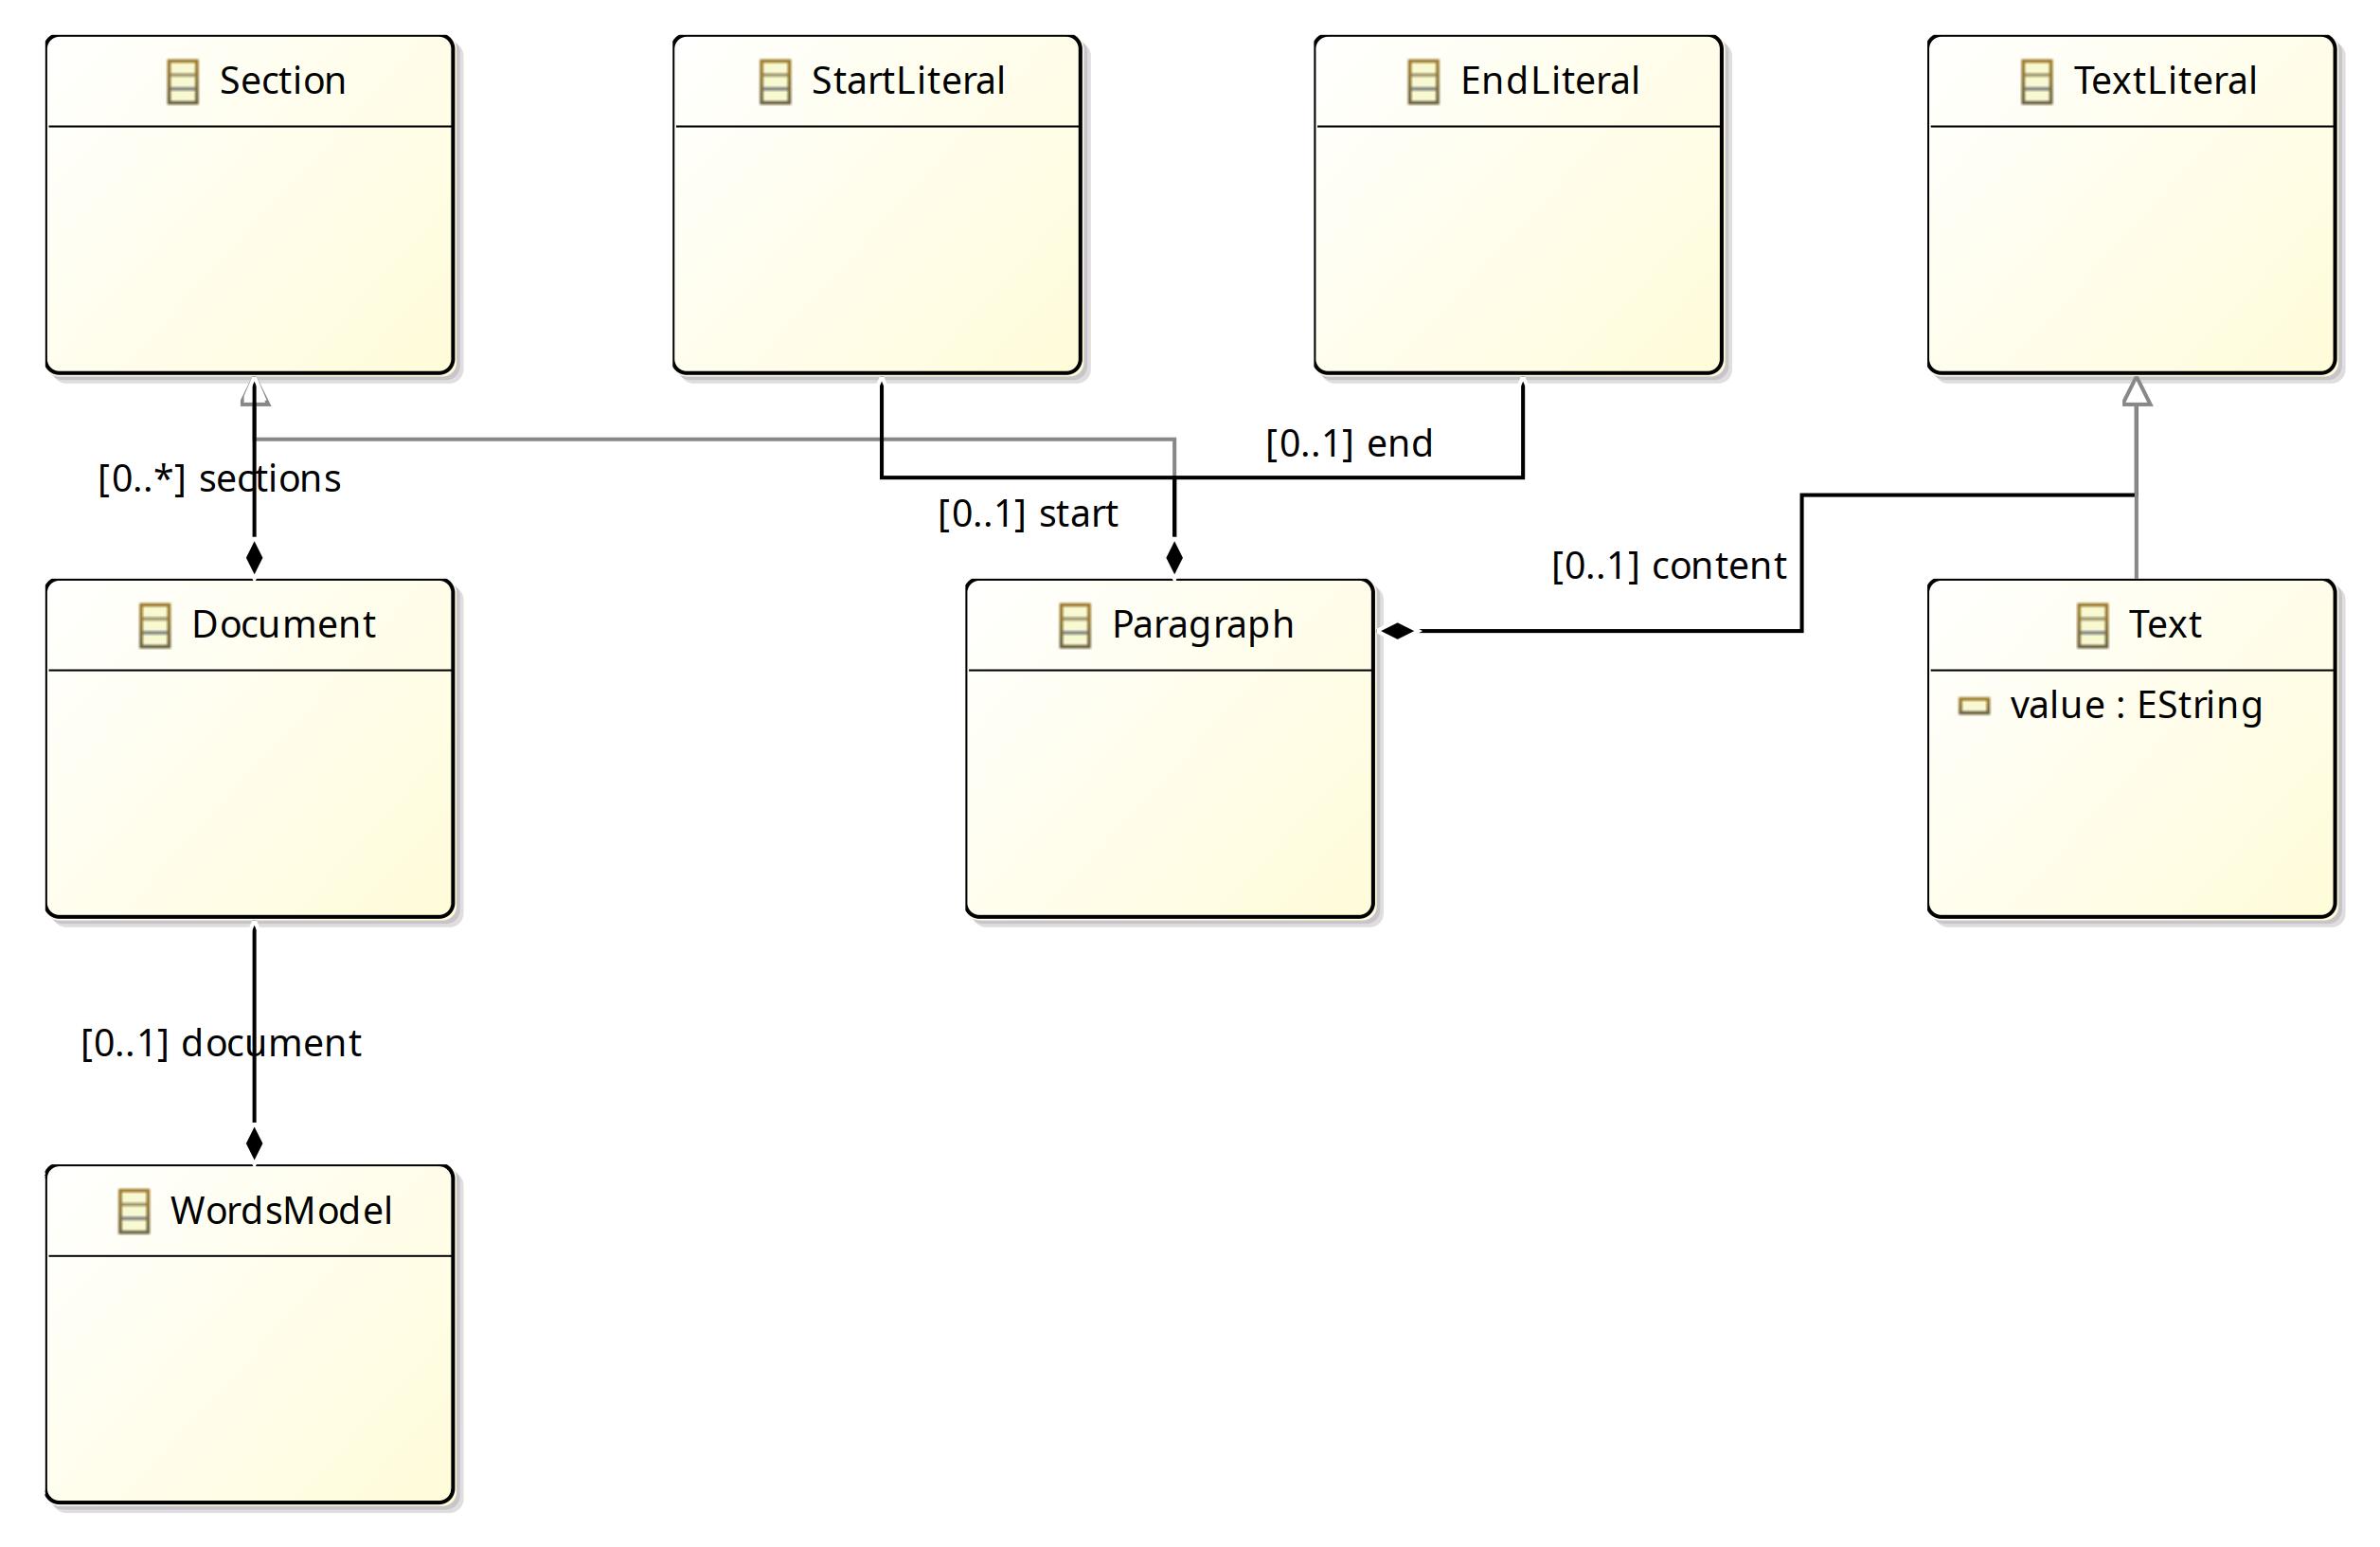 Section
StartLiteral
EndLiteral
TextLiteral
[0..1] end
[0..*] sections
[0..1] start
[0..1] content
Document
Paragraph
Text
value : EString
[0..1] document
WordsModel